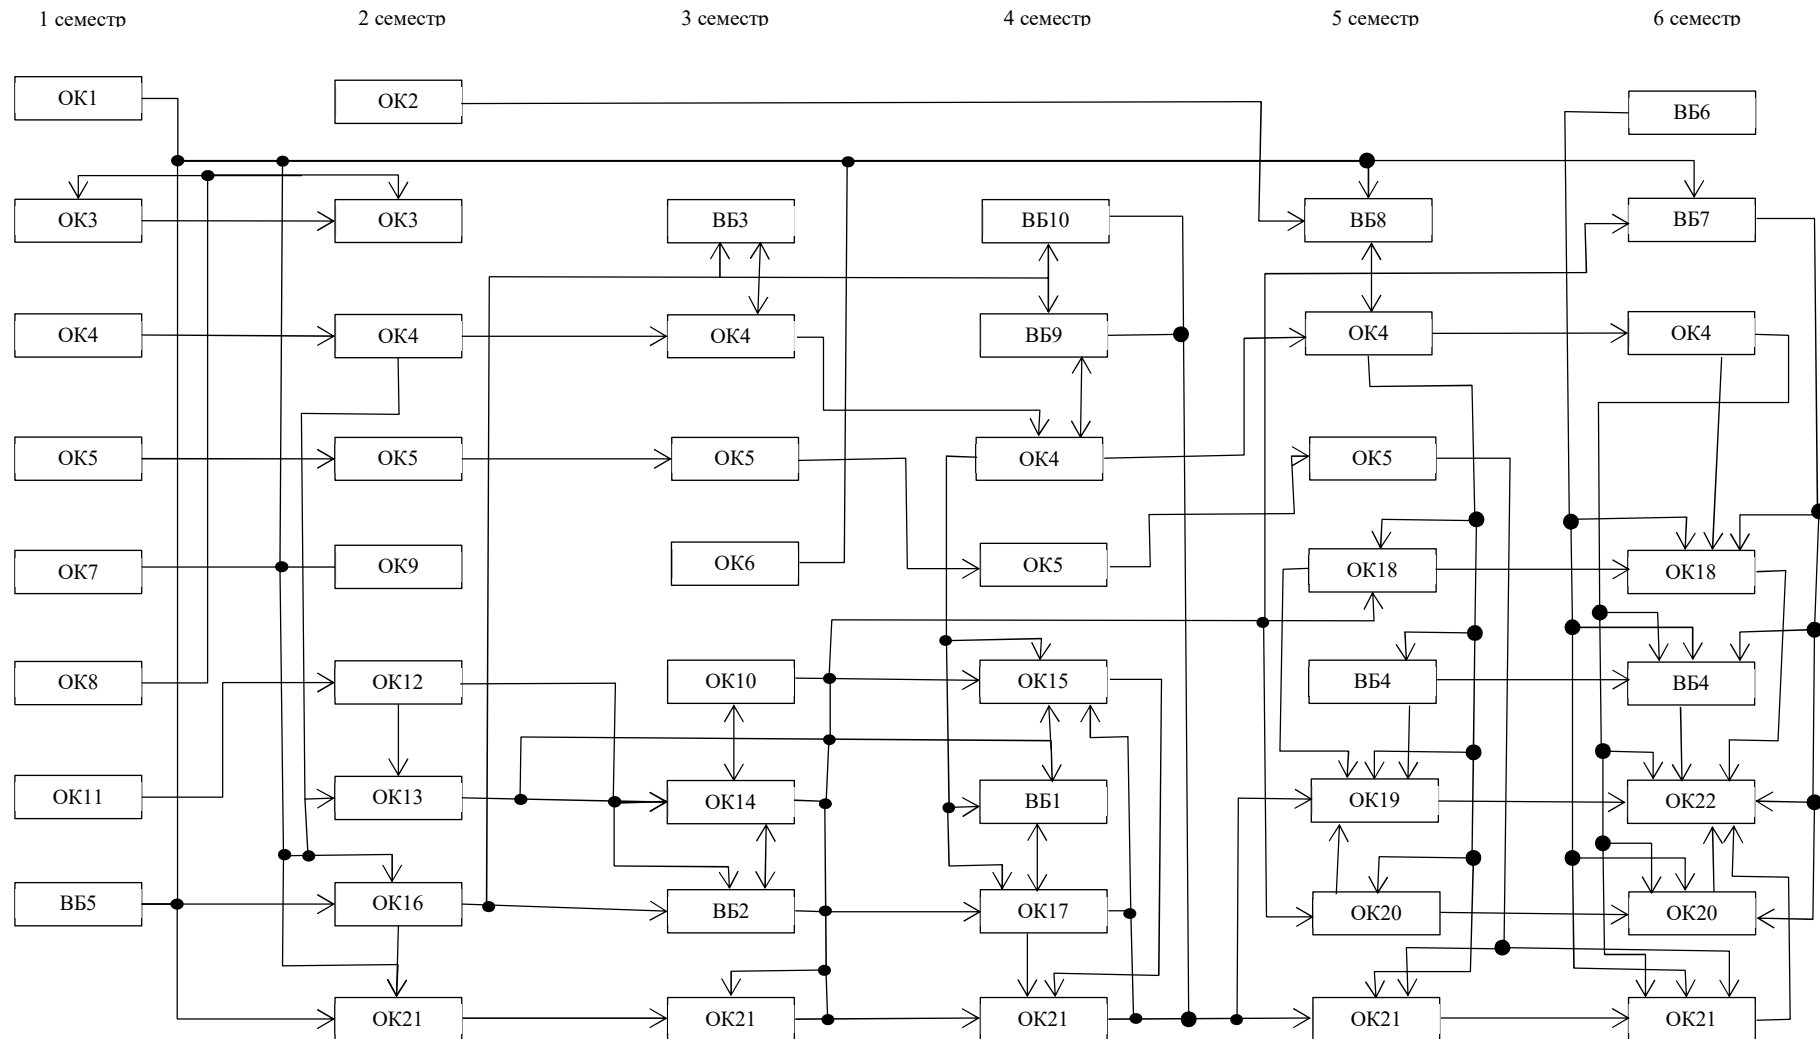 1 семестр 2 семестр 3 семестр 4 семестр 5 семестр 6 семестр
ОК1 ОК2 ВБ6
ОК3 ОК3 ВБ3 ВБ10 ВБ8 ВБ7
ОК4 ОК4 ОК4 ВБ9 ОК4 ОК4
ОК5 ОК5 ОК5 ОК4 ОК5
ОК7 ОК9 ОК6 ОК5 ОК18 ОК18
ОК8 ОК12 ОК10 ОК15 ВБ4 ВБ4
ОК11 ОК13 ОК14 ВБ1 ОК19 ОК22
ВБ5 ОК16 ВБ2 ОК17 ОК20 ОК20
ОК21 ОК21 ОК21 ОК21 ОК21